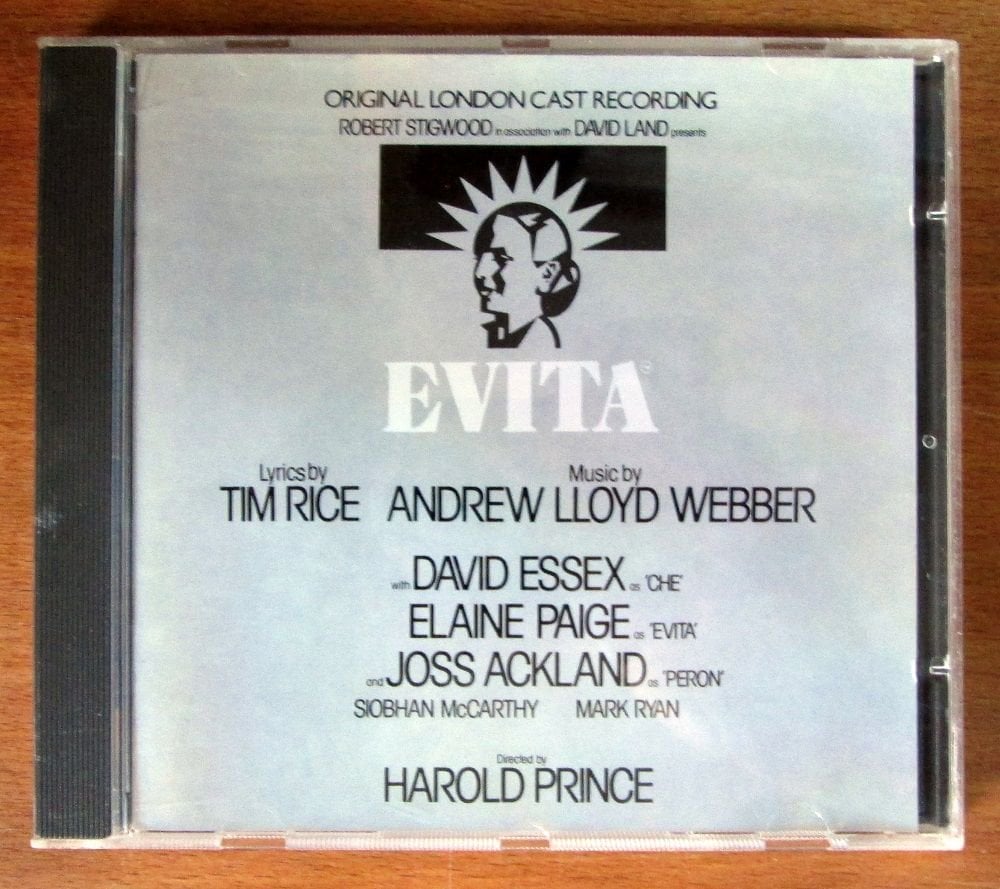 ORIGINAL LONDON CAST RECORDING
ROBERT STIGWOOD in association with DAVID LAND presents
EVITA
Lyrics by Music by
TIM RICE ANDREW LLOYD WEBBER
with DAVID ESSEX as 'CHE'
ELAINE PAIGE as 'EVITA'
and JOSS ACKLAND as 'PERON'
SIOBHAN McCARTHY MARK RYAN
Directed by
HAROLD PRINCE